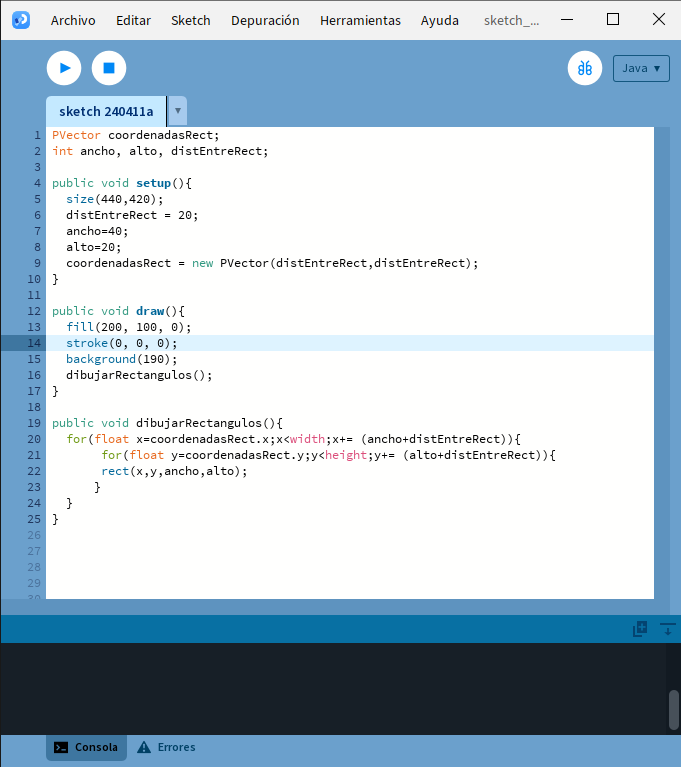 Archivo Editar Sketch Depuración Herramientas Ayuda sketch_...
Java ▾
sketch 240411a ▾
1 PVector coordenadasRect;
2 int ancho, alto, distEntreRect;
3
4 public void setup(){
5 size(440,420);
6 distEntreRect = 20;
7 ancho=40;
8 alto=20;
9 coordenadasRect = new PVector(distEntreRect,distEntreRect);
10 }
11
12 public void draw(){
13 fill(200, 100, 0);
14 stroke(0, 0, 0);
15 background(190);
16 dibujarRectangulos();
17 }
18
19 public void dibujarRectangulos(){
20 for(float x=coordenadasRect.x;x<width;x+= (ancho+distEntreRect)){
21 for(float y=coordenadasRect.y;y<height;y+= (alto+distEntreRect)){
22 rect(x,y,ancho,alto);
23 }
24 }
25 }
26
27
28
29
30
Consola Errores